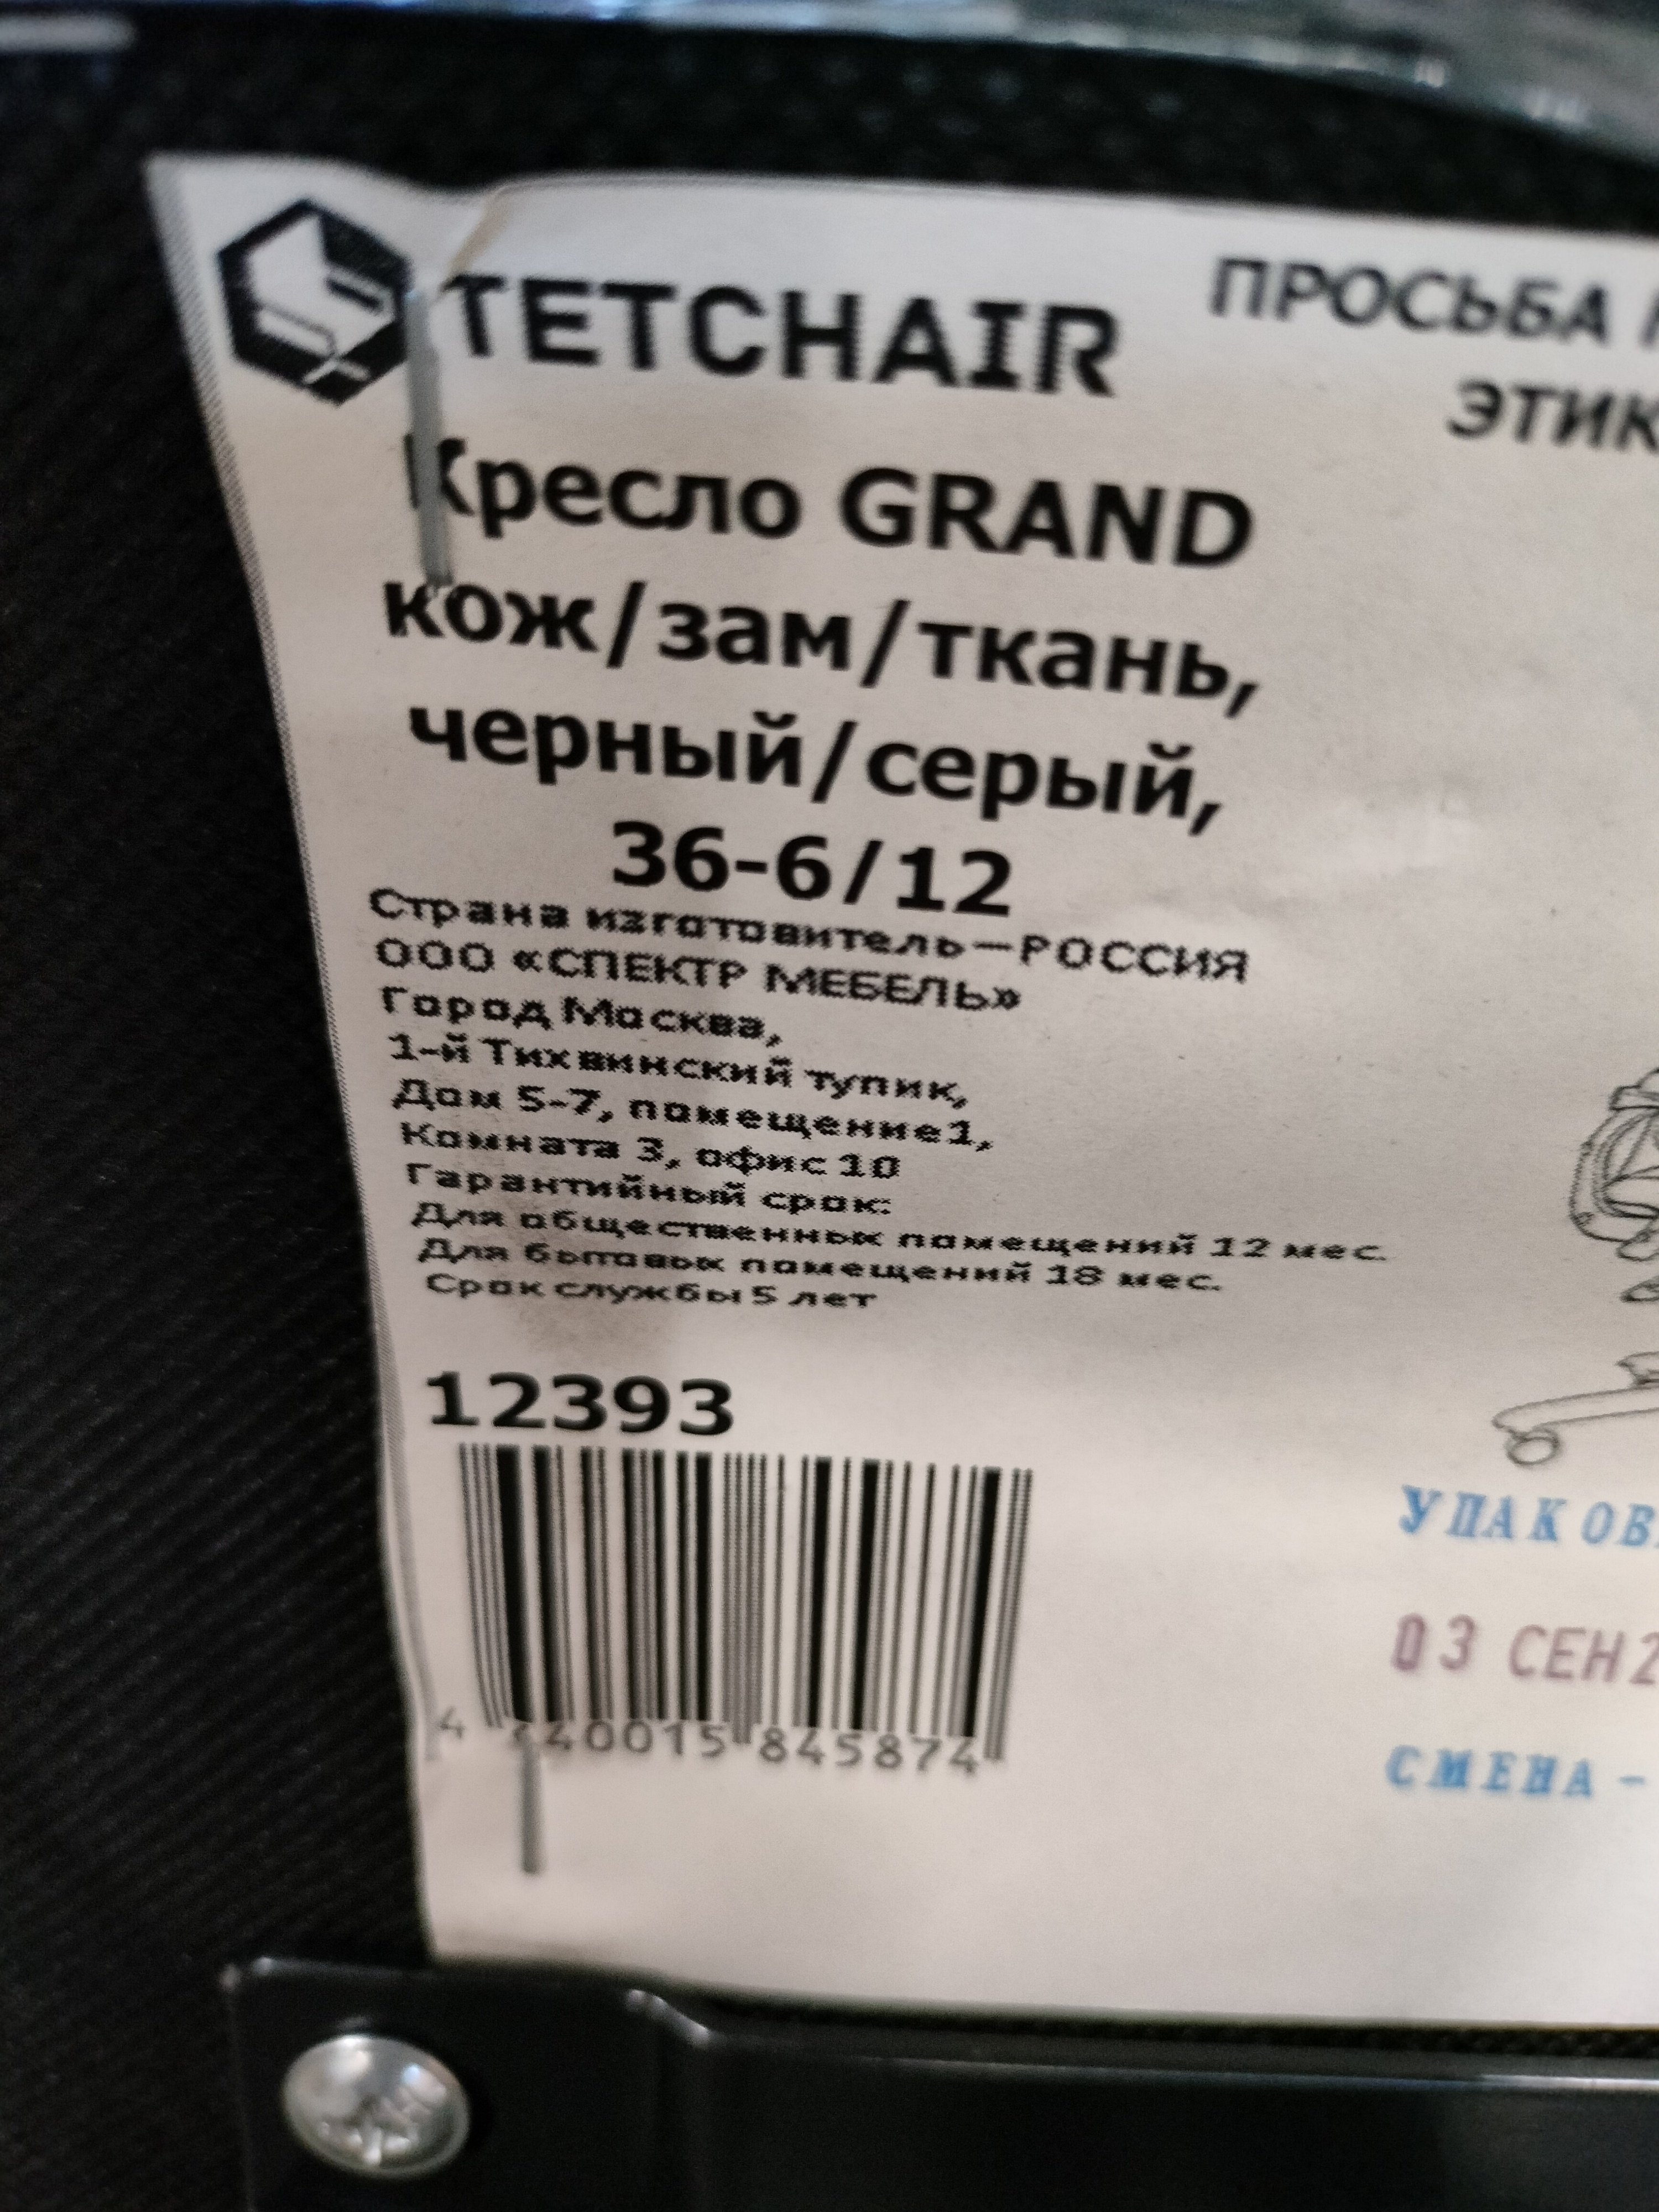 TETCHAIR
ПРОСЬБА
ЭТИК
Кресло GRAND
кож/зам/ткань,
черный/серый,
36-6/12
Страна изготовитель—РОССИЯ
ООО «СПЕКТР МЕБЕЛЬ»
Город Москва,
1-й Тихвинский тупик,
Дом 5-7, помещение1,
Комната 3, офис 10
Гарантийный срок:
Для общественных помещений 12 мес.
Для бытовых помещений 18 мес.
Срок службы 5 лет
12393
4 40015 845874
УПАКОВ
03 СЕН 2
СМЕНА -